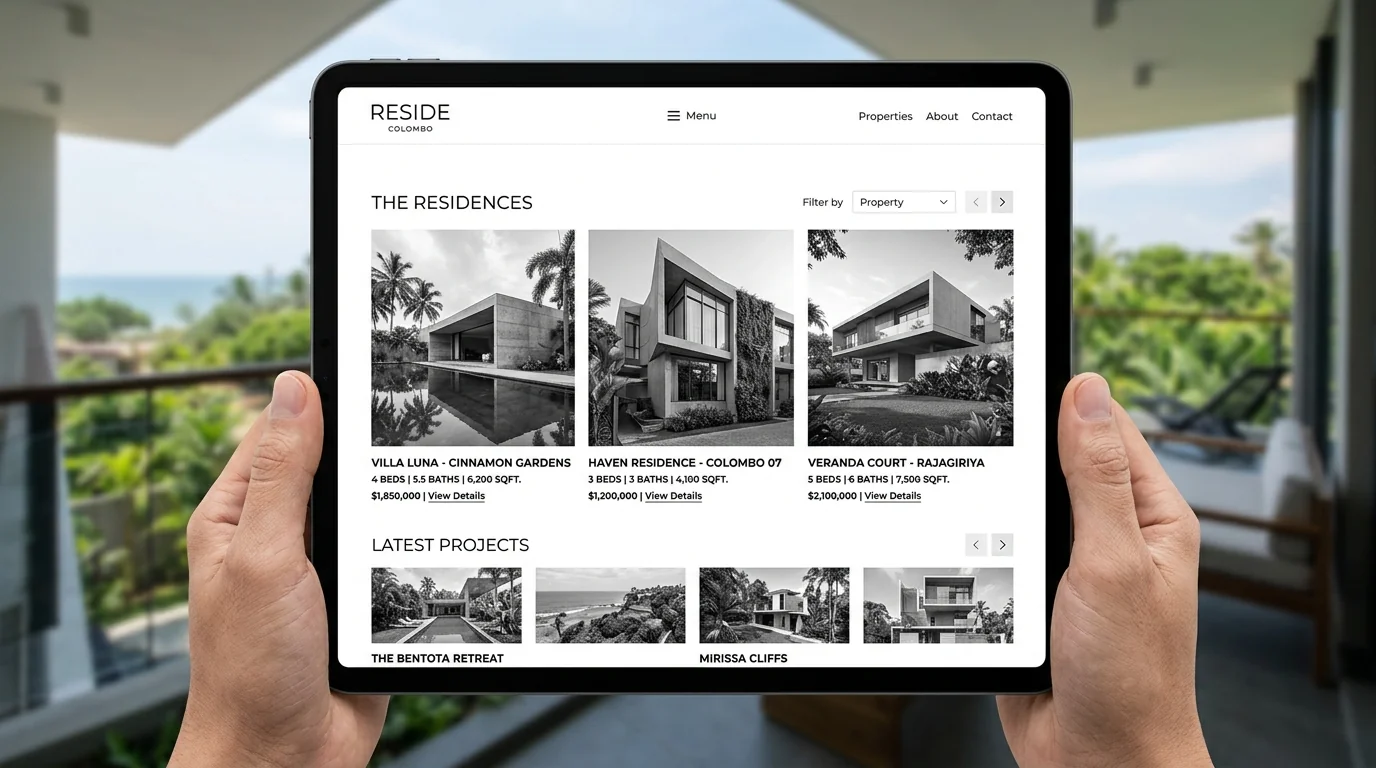 RESIDE
COLOMBO
Menu
Properties
About
Contact
THE RESIDENCES
Filter by
Property
VILLA LUNA - CINNAMON GARDENS
4 BEDS | 5.5 BATHS | 6,200 SQFT.
$1,850,000 | View Details
HAVEN RESIDENCE - COLOMBO 07
3 BEDS | 3 BATHS | 4,100 SQFT.
$1,200,000 | View Details
VERANDA COURT - RAJAGIRIYA
5 BEDS | 6 BATHS | 7,500 SQFT.
$2,100,000 | View Details
LATEST PROJECTS
THE BENTOTA RETREAT
MIRISSA CLIFFS